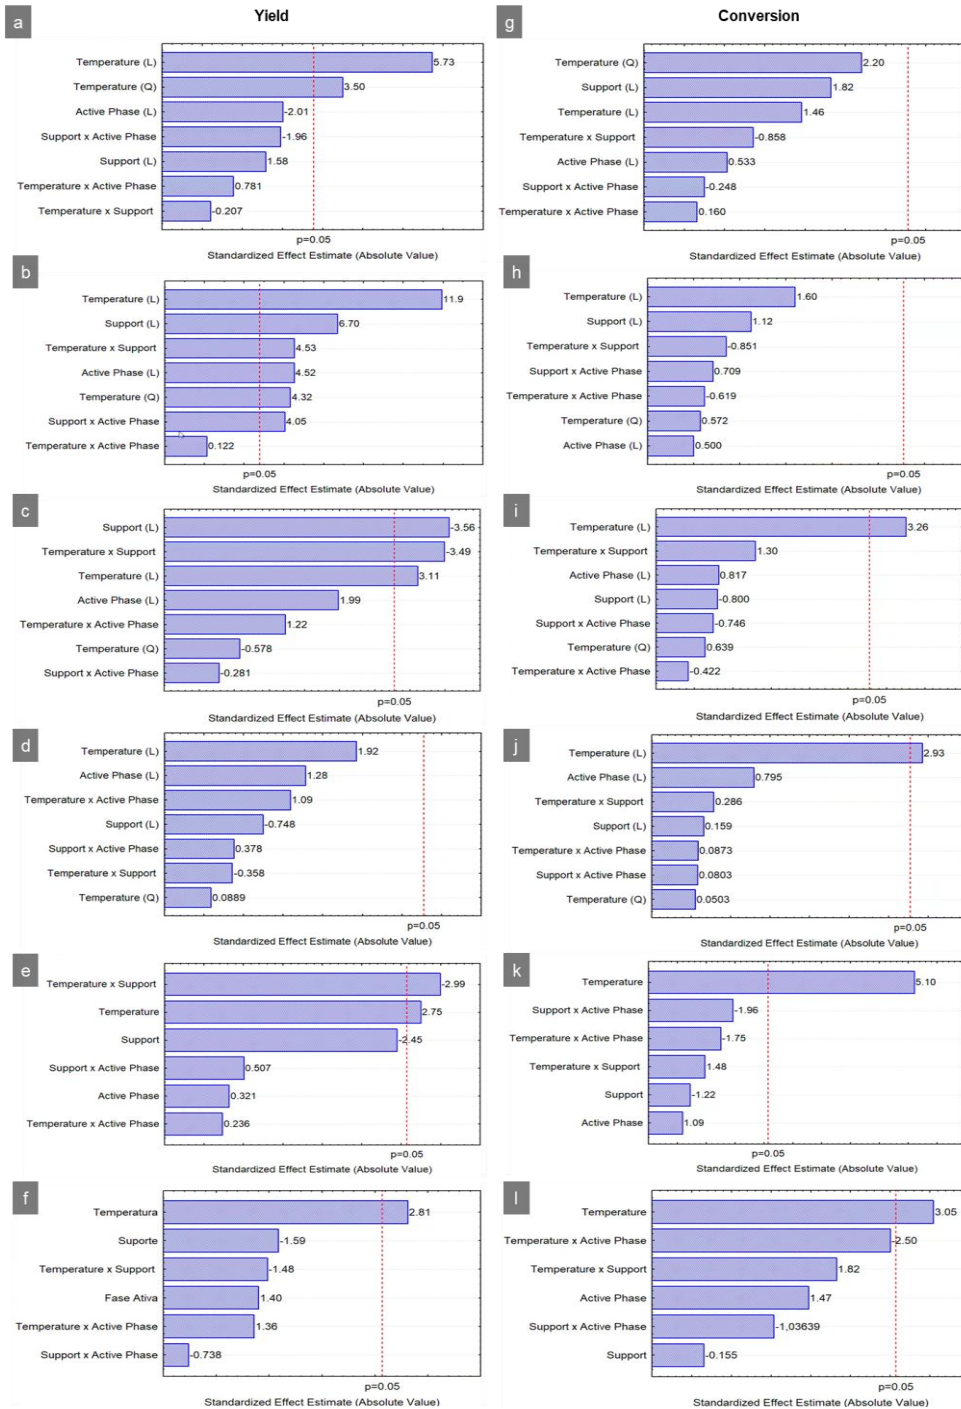 Yield
Conversion
a
Temperature (L) 5.73
Temperature (Q) 3.50
Active Phase (L) -2.01
Support x Active Phase -1.96
Support (L) 1.58
Temperature x Active Phase 0.781
Temperature x Support -0.207
p=0.05
Standardized Effect Estimate (Absolute Value)
g
Temperature (Q) 2.20
Support (L) 1.82
Temperature (L) 1.46
Temperature x Support -0.858
Active Phase (L) 0.533
Support x Active Phase -0.248
Temperature x Active Phase 0.160
p=0.05
Standardized Effect Estimate (Absolute Value)
b
Temperature (L) 11.9
Support (L) 6.70
Temperature x Support 4.53
Active Phase (L) 4.52
Temperature (Q) 4.32
Support x Active Phase 4.05
Temperature x Active Phase 0.122
p=0.05
Standardized Effect Estimate (Absolute Value)
h
Temperature (L) 1.60
Support (L) 1.12
Temperature x Support -0.851
Support x Active Phase 0.709
Temperature x Active Phase -0.619
Temperature (Q) 0.572
Active Phase (L) 0.500
p=0.05
Standardized Effect Estimate (Absolute Value)
c
Support (L) -3.56
Temperature x Support -3.49
Temperature (L) 3.11
Active Phase (L) 1.99
Temperature x Active Phase 1.22
Temperature (Q) -0.578
Support x Active Phase -0.281
p=0.05
Standardized Effect Estimate (Absolute Value)
i
Temperature (L) 3.26
Temperature x Support 1.30
Active Phase (L) 0.817
Support (L) -0.800
Support x Active Phase -0.746
Temperature (Q) 0.639
Temperature x Active Phase -0.422
p=0.05
Standardized Effect Estimate (Absolute Value)
d
Temperature (L) 1.92
Active Phase (L) 1.28
Temperature x Active Phase 1.09
Support (L) -0.748
Support x Active Phase 0.378
Temperature x Support -0.358
Temperature (Q) 0.0889
p=0.05
Standardized Effect Estimate (Absolute Value)
j
Temperature (L) 2.93
Active Phase (L) 0.795
Temperature x Support 0.286
Support (L) 0.159
Temperature x Active Phase 0.0873
Support x Active Phase 0.0803
Temperature (Q) 0.0503
p=0.05
Standardized Effect Estimate (Absolute Value)
e
Temperature x Support -2.99
Temperature 2.75
Support -2.45
Support x Active Phase 0.507
Active Phase 0.321
Temperature x Active Phase 0.236
p=0.05
Standardized Effect Estimate (Absolute Value)
k
Temperature 5.10
Support x Active Phase -1.96
Temperature x Active Phase -1.75
Temperature x Support 1.48
Support -1.22
Active Phase 1.09
p=0.05
Standardized Effect Estimate (Absolute Value)
f
Temperatura 2.81
Suporte -1.59
Temperature x Support -1.48
Fase Ativa 1.40
Temperature x Active Phase 1.36
Support x Active Phase -0.738
p=0.05
Standardized Effect Estimate (Absolute Value)
l
Temperature 3.05
Temperature x Active Phase -2.50
Temperature x Support 1.82
Active Phase 1.47
Support x Active Phase -1,03639
Support -0.155
p=0.05
Standardized Effect Estimate (Absolute Value)